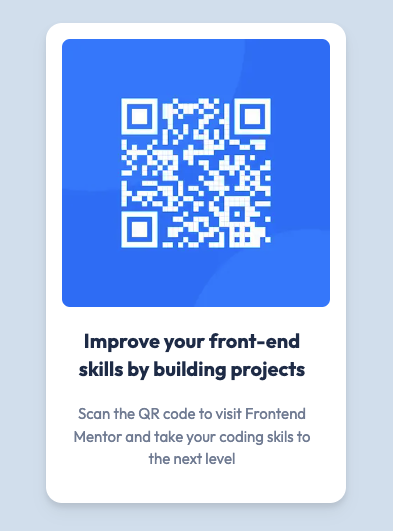 Improve your front-end
skills by building projects
Scan the QR code to visit Frontend
Mentor and take your coding skils to
the next level